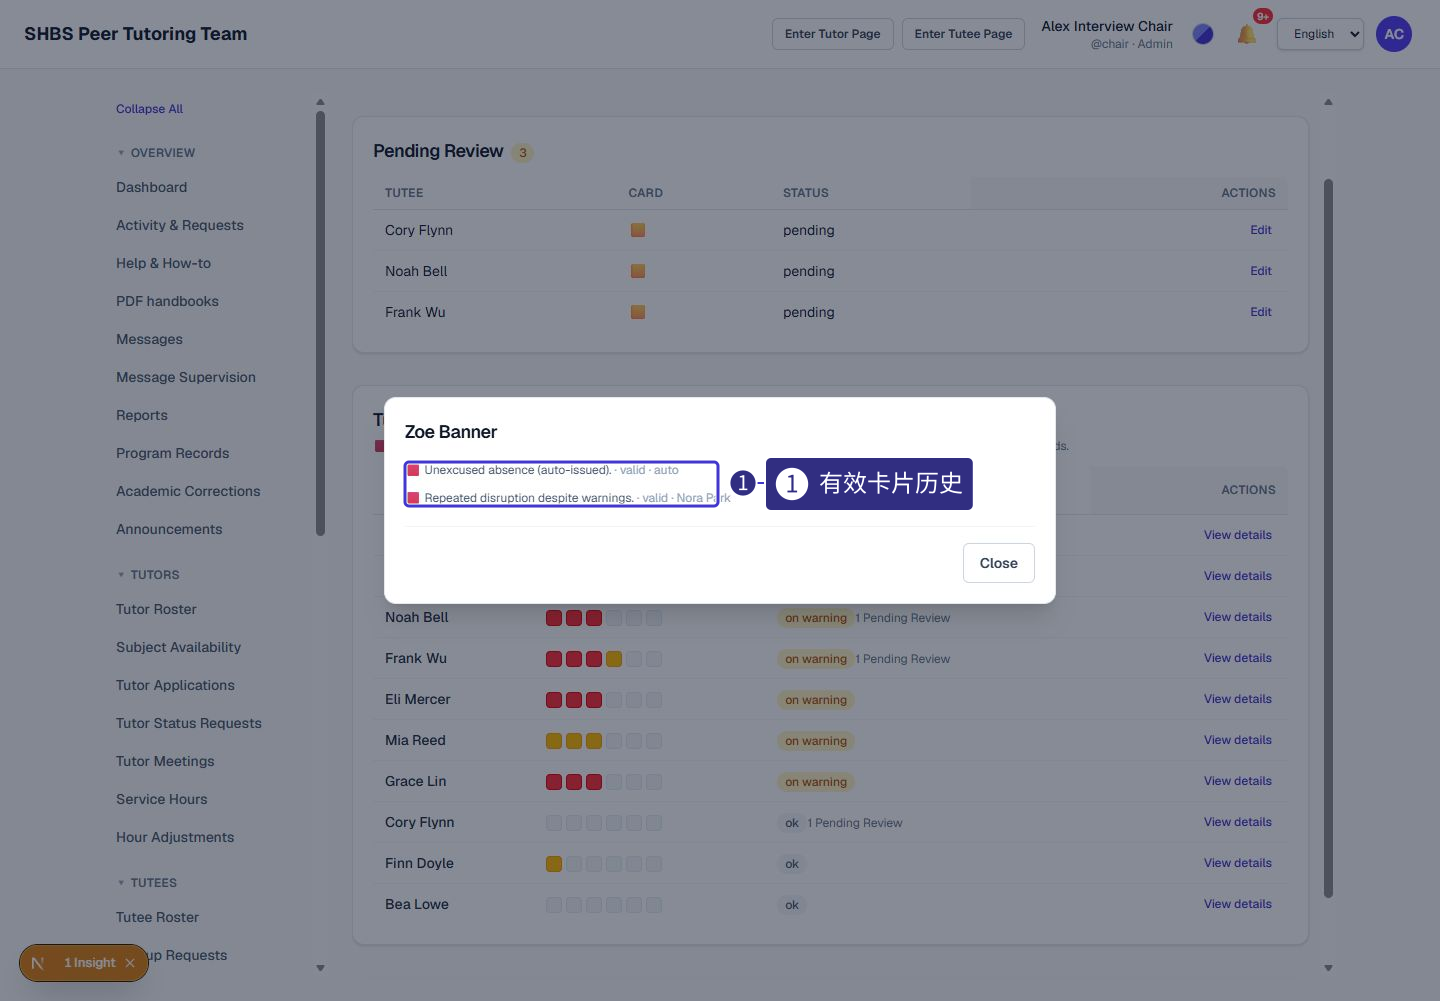 SHBS Peer Tutoring Team
Enter Tutor Page
Enter Tutee Page
Alex Interview Chair
@chair · Admin
9+
English
AC
Collapse All
OVERVIEW
Dashboard
Activity & Requests
Help & How-to
PDF handbooks
Messages
Message Supervision
Reports
Program Records
Academic Corrections
Announcements
TUTORS
Tutor Roster
Subject Availability
Tutor Applications
Tutor Status Requests
Tutor Meetings
Service Hours
Hour Adjustments
TUTEES
Tutee Roster
up Requests
N 1 Insight ×
Pending Review 3
TUTEE CARD STATUS ACTIONS
Cory Flynn pending Edit
Noah Bell pending Edit
Frank Wu pending Edit
Zoe Banner
Unexcused absence (auto-issued). · valid · auto
Repeated disruption despite warnings. · valid · Nora Park
1 - 1 有效卡片历史
Close
ds.
ACTIONS
View details
View details
Noah Bell on warning 1 Pending Review View details
Frank Wu on warning 1 Pending Review View details
Eli Mercer on warning View details
Mia Reed on warning View details
Grace Lin on warning View details
Cory Flynn ok 1 Pending Review View details
Finn Doyle ok View details
Bea Lowe ok View details